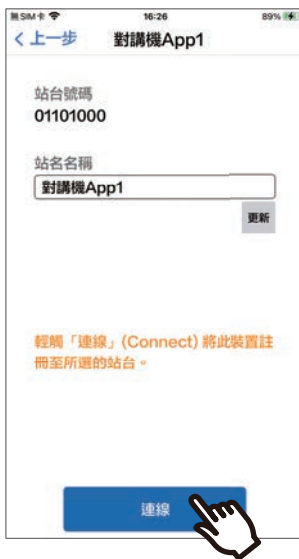 無SIM卡 16:26 89%
上一步 對講機App1
站台號碼
01101000
站名名稱
對講機App1
更新
輕觸「連線」(Connect) 將此裝置註
冊至所選的站台。
連線